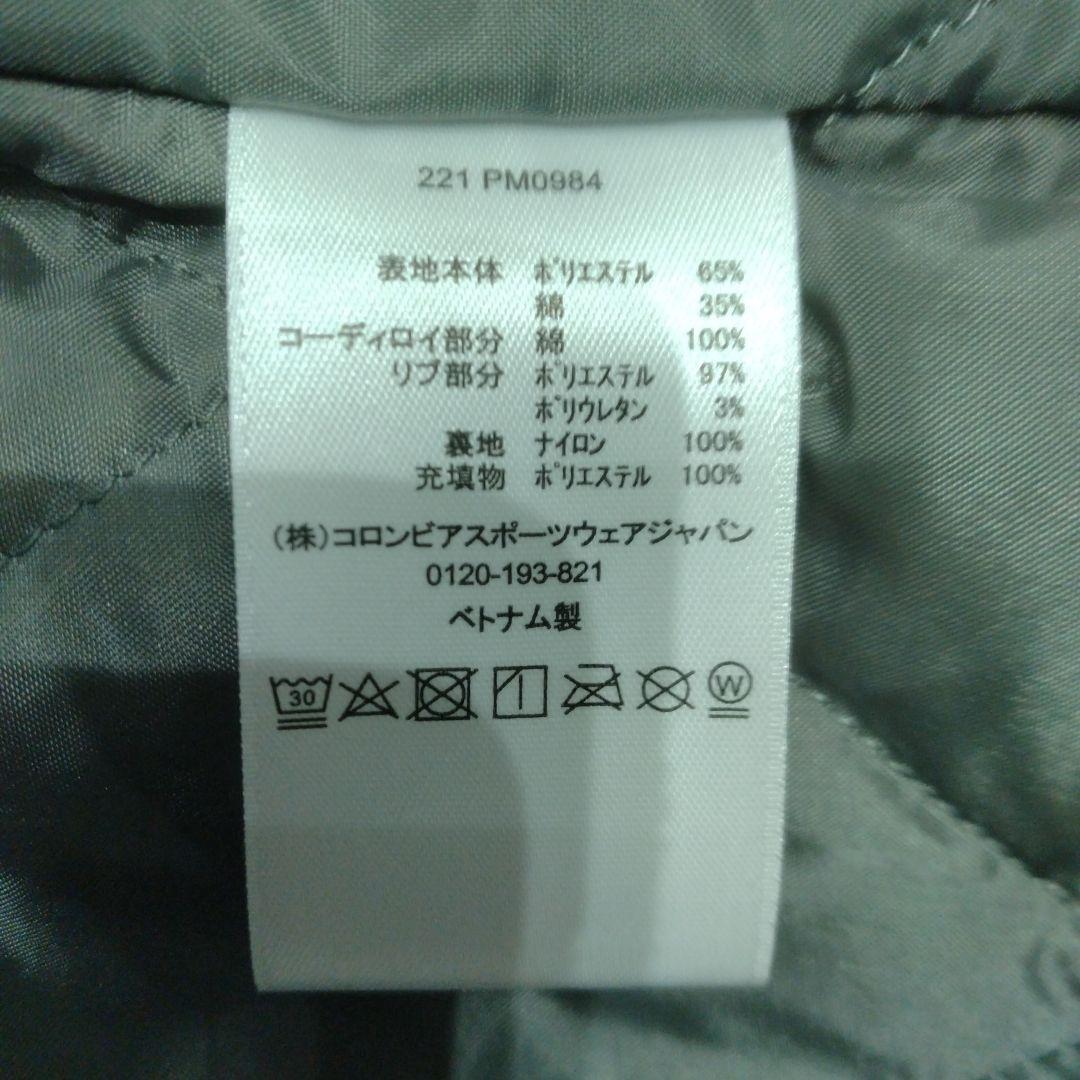 221 PM0984
表地本体 ポリエステル 65%
綿 35%
コーディロイ部分 綿 100%
リブ部分 ポリエステル 97%
ポリウレタン 3%
裏地 ナイロン 100%
充填物 ポリエステル 100%
(株)コロンビアスポーツウェアジャパン
0120-193-821
ベトナム製
30 W